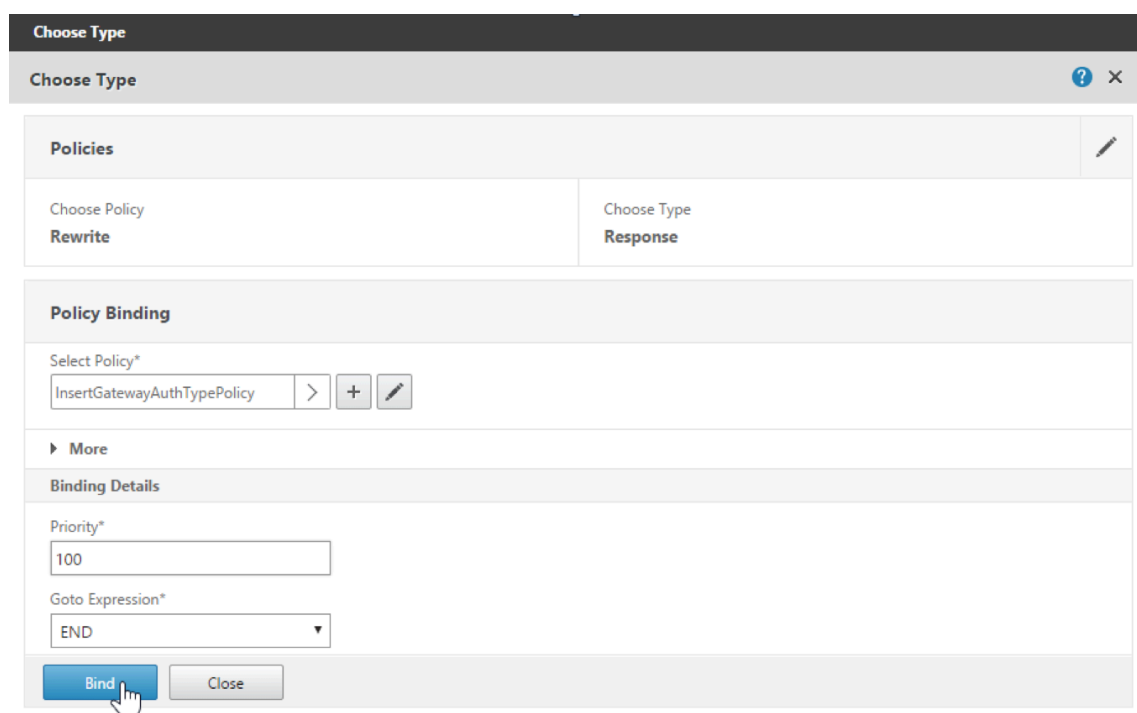 Choose Type
Choose Type
?
Policies
Choose Policy
Choose Type
Rewrite
Response
Policy Binding
Select Policy*
InsertGatewayAuthTypePolicy
More
Binding Details
Priority*
100
Goto Expression*
END
Bind
Close